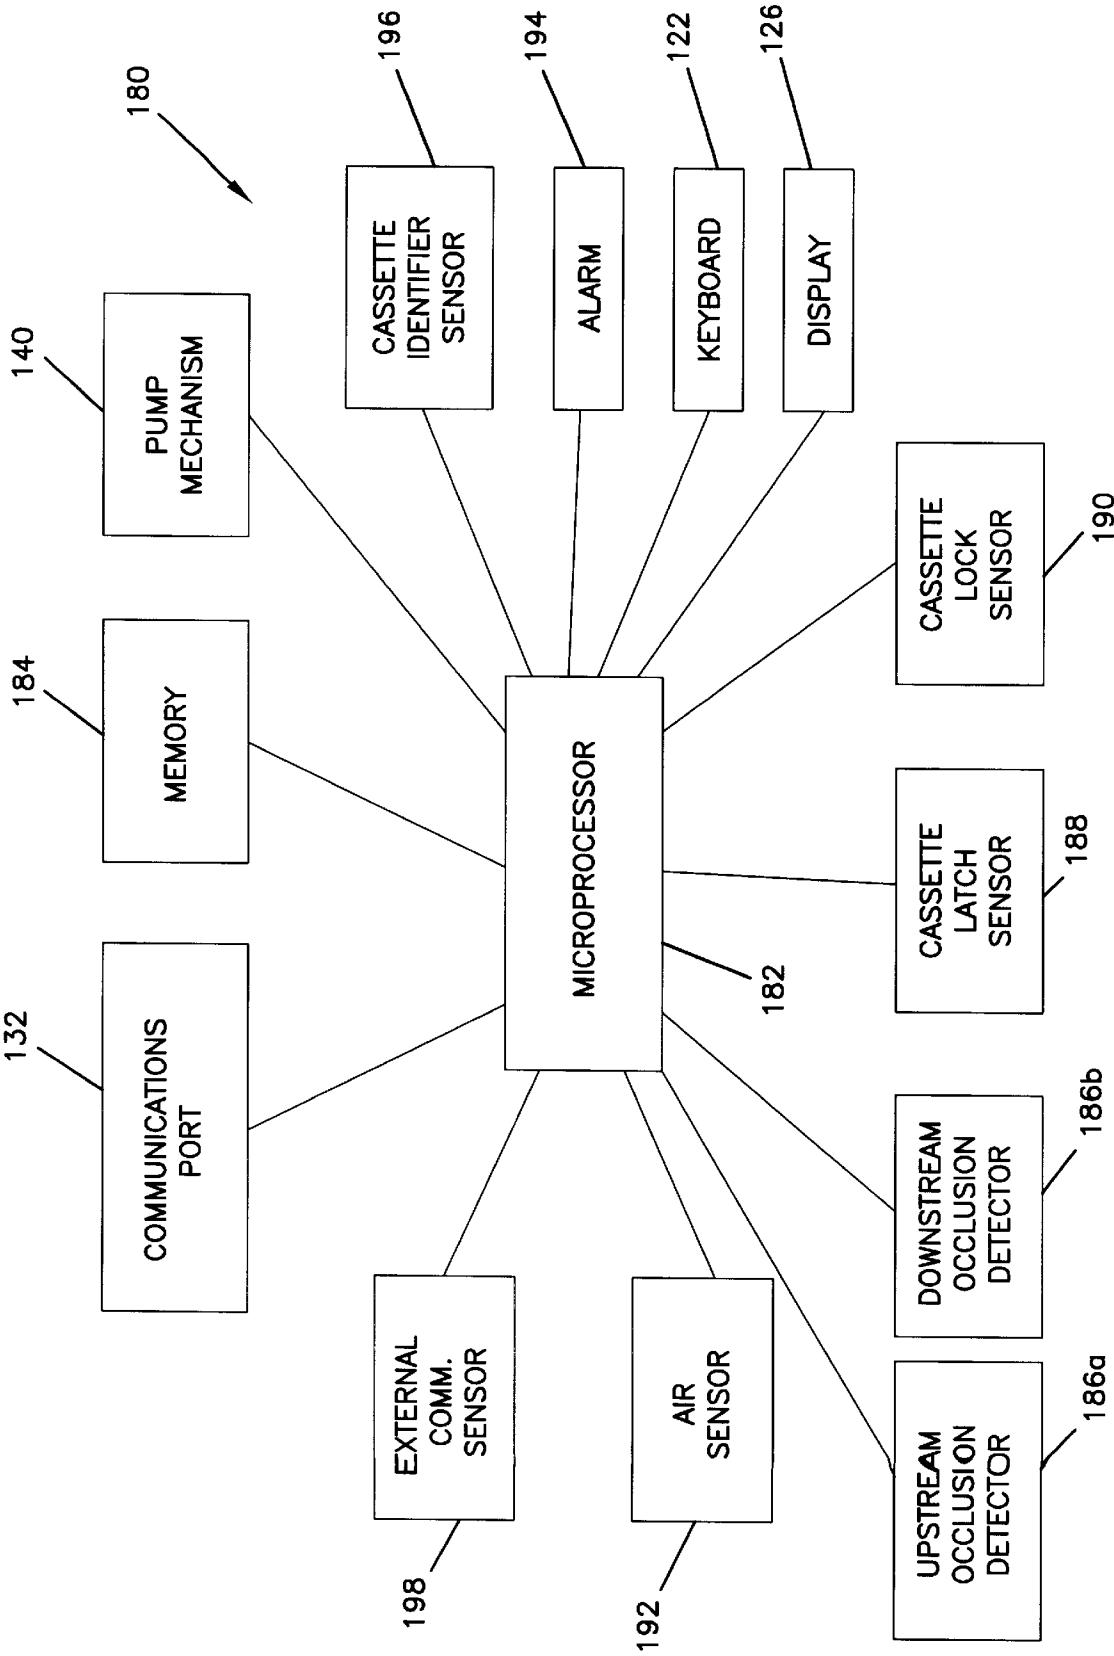 180
132
184
140
COMMUNICATIONS
PORT
MEMORY
PUMP
MECHANISM
198
EXTERNAL
COMM.
SENSOR
196
CASSETTE
IDENTIFIER
SENSOR
194
ALARM
MICROPROCESSOR
182
192
AIR
SENSOR
122
KEYBOARD
126
DISPLAY
UPSTREAM
OCCLUSION
DETECTOR
186a
DOWNSTREAM
OCCLUSION
DETECTOR
186b
CASSETTE
LATCH
SENSOR
188
CASSETTE
LOCK
SENSOR
190